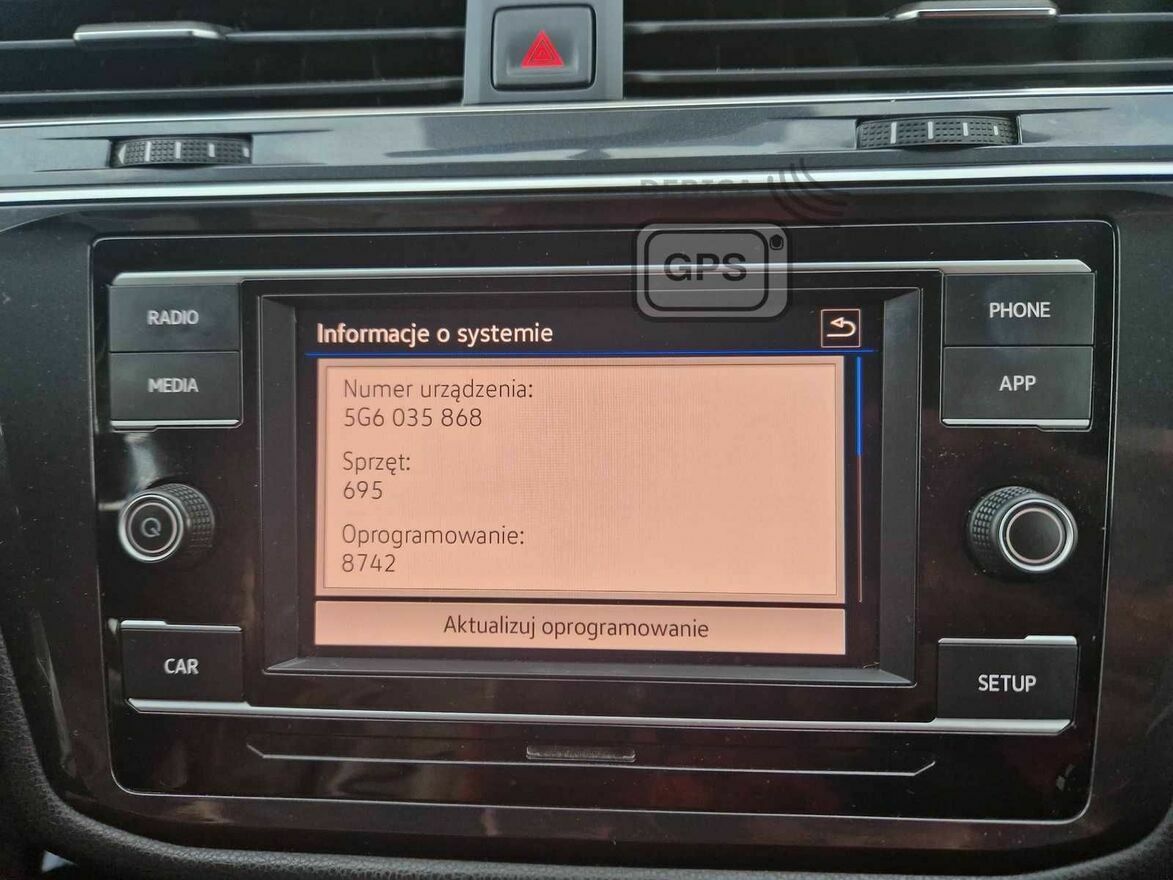 DEPICA
GPS
RADIO
MEDIA
CAR
PHONE
APP
SETUP
Informacje o systemie
Numer urządzenia:
5G6 035 868
Sprzęt:
695
Oprogramowanie:
8742
Aktualizuj oprogramowanie